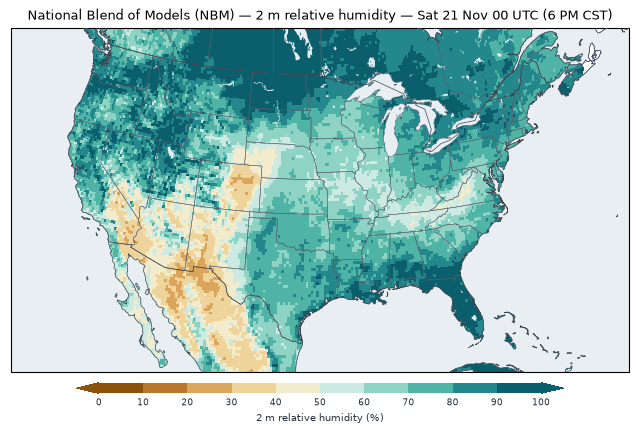 National Blend of Models (NBM) — 2 m relative humidity — Sat 21 Nov 00 UTC (6 PM CST)
0 10 20 30 40 50 60 70 80 90 100
2 m relative humidity (%)